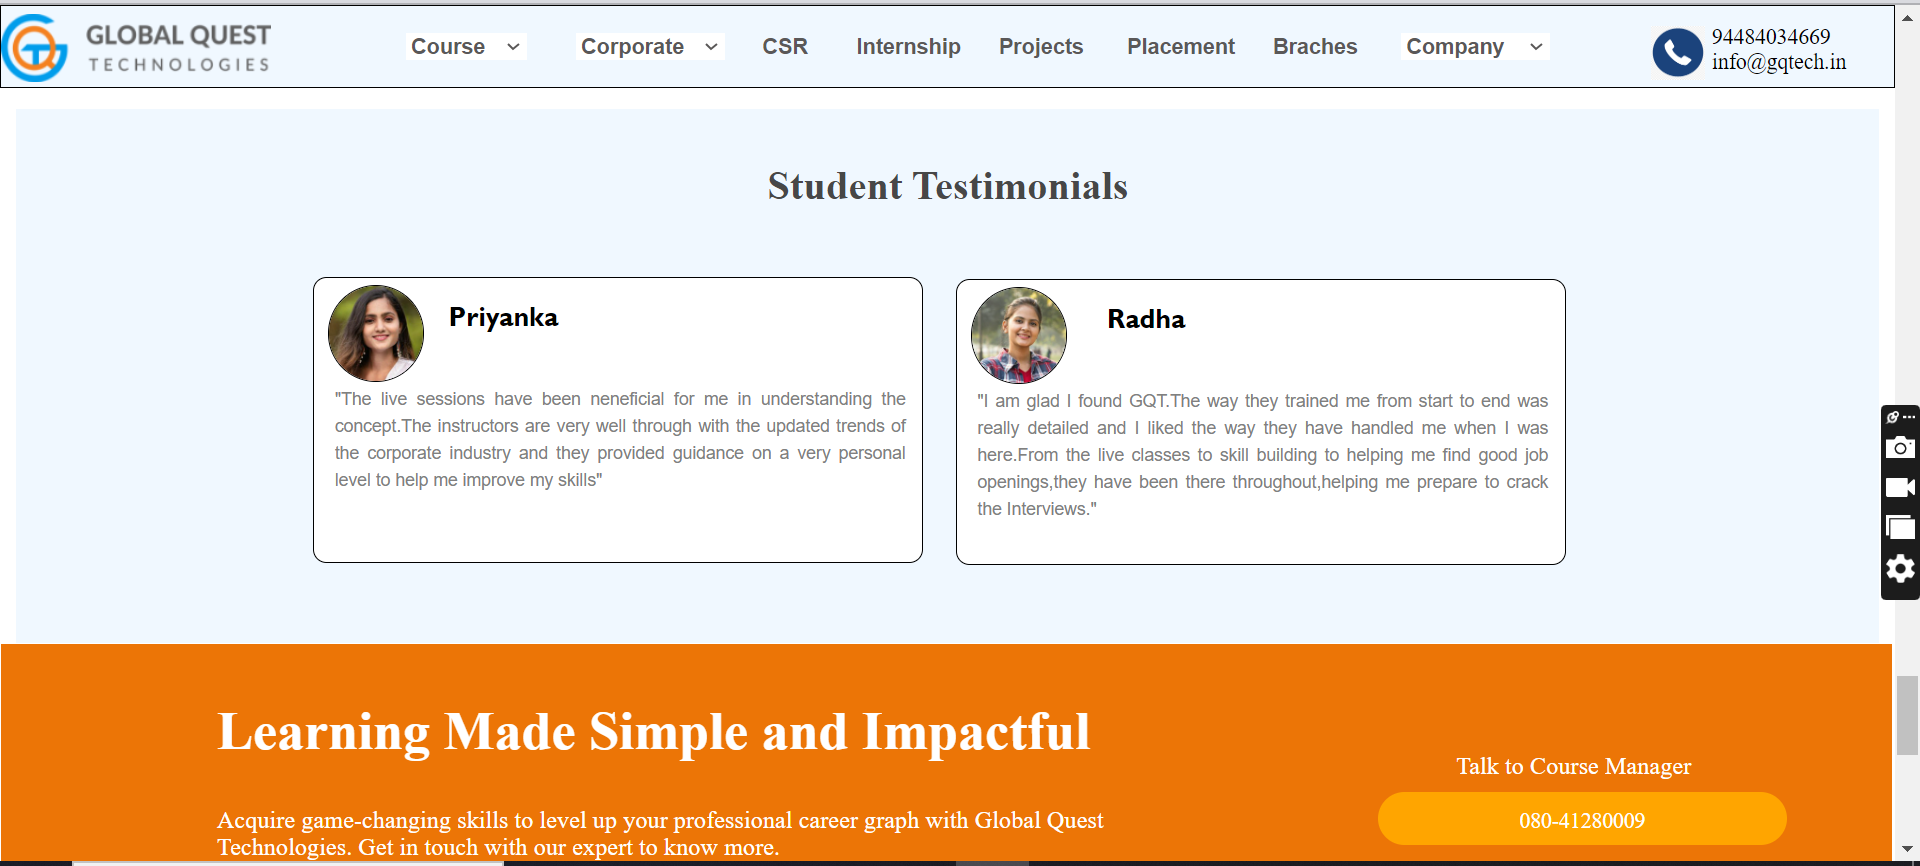 GLOBAL QUEST
TECHNOLOGIES
Course
Corporate
CSR
Internship
Projects
Placement
Braches
Company
94484034669
info@gqtech.in
Student Testimonials
Priyanka
"The live sessions have been neneficial for me in understanding the
concept.The instructors are very well through with the updated trends of
the corporate industry and they provided guidance on a very personal
level to help me improve my skills"
Radha
"I am glad I found GQT.The way they trained me from start to end was
really detailed and I liked the way they have handled me when I was
here.From the live classes to skill building to helping me find good job
openings,they have been there throughout,helping me prepare to crack
the Interviews."
Learning Made Simple and Impactful
Acquire game-changing skills to level up your professional career graph with Global Quest
Technologies. Get in touch with our expert to know more.
Talk to Course Manager
080-41280009